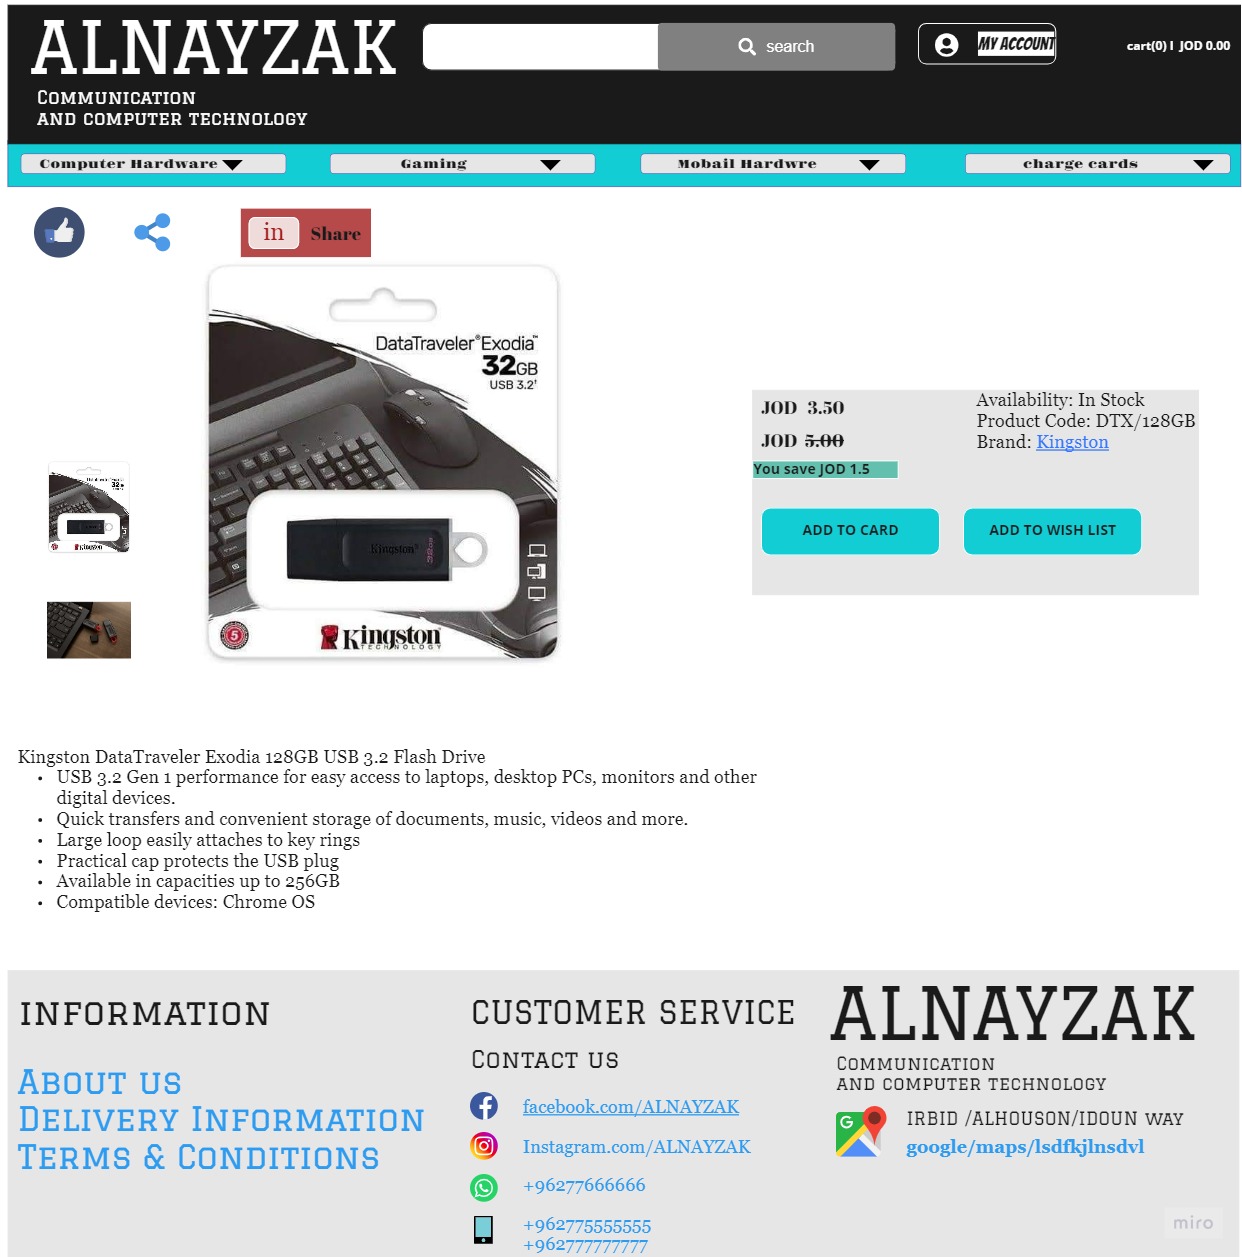 ALNAYZAK
Communication
and computer technology
search
MY ACCOUNT
cart(0) I JOD 0.00
Computer Hardware
Gaming
Mobail Hardwre
charge cards
in Share
DataTraveler®Exodia™
32GB
USB 3.2†
Kingston
32GB
5
Kingston
TECHNOLOGY
JOD 3.50
JOD 5.00
You save JOD 1.5
Availability: In Stock
Product Code: DTX/128GB
Brand: Kingston
ADD TO CARD
ADD TO WISH LIST
Kingston DataTraveler Exodia 128GB USB 3.2 Flash Drive
• USB 3.2 Gen 1 performance for easy access to laptops, desktop PCs, monitors and other
digital devices.
• Quick transfers and convenient storage of documents, music, videos and more.
• Large loop easily attaches to key rings
• Practical cap protects the USB plug
• Available in capacities up to 256GB
• Compatible devices: Chrome OS
INFORMATION
About us
Delivery Information
Terms & Conditions
CUSTOMER SERVICE
Contact us
facebook.com/ALNAYZAK
Instagram.com/ALNAYZAK
+96277666666
+962775555555
+962777777777
ALNAYZAK
Communication
and computer technology
IRBID /ALHOUSON/IDOUN way
google/maps/lsdfkjlnsdvl
miro